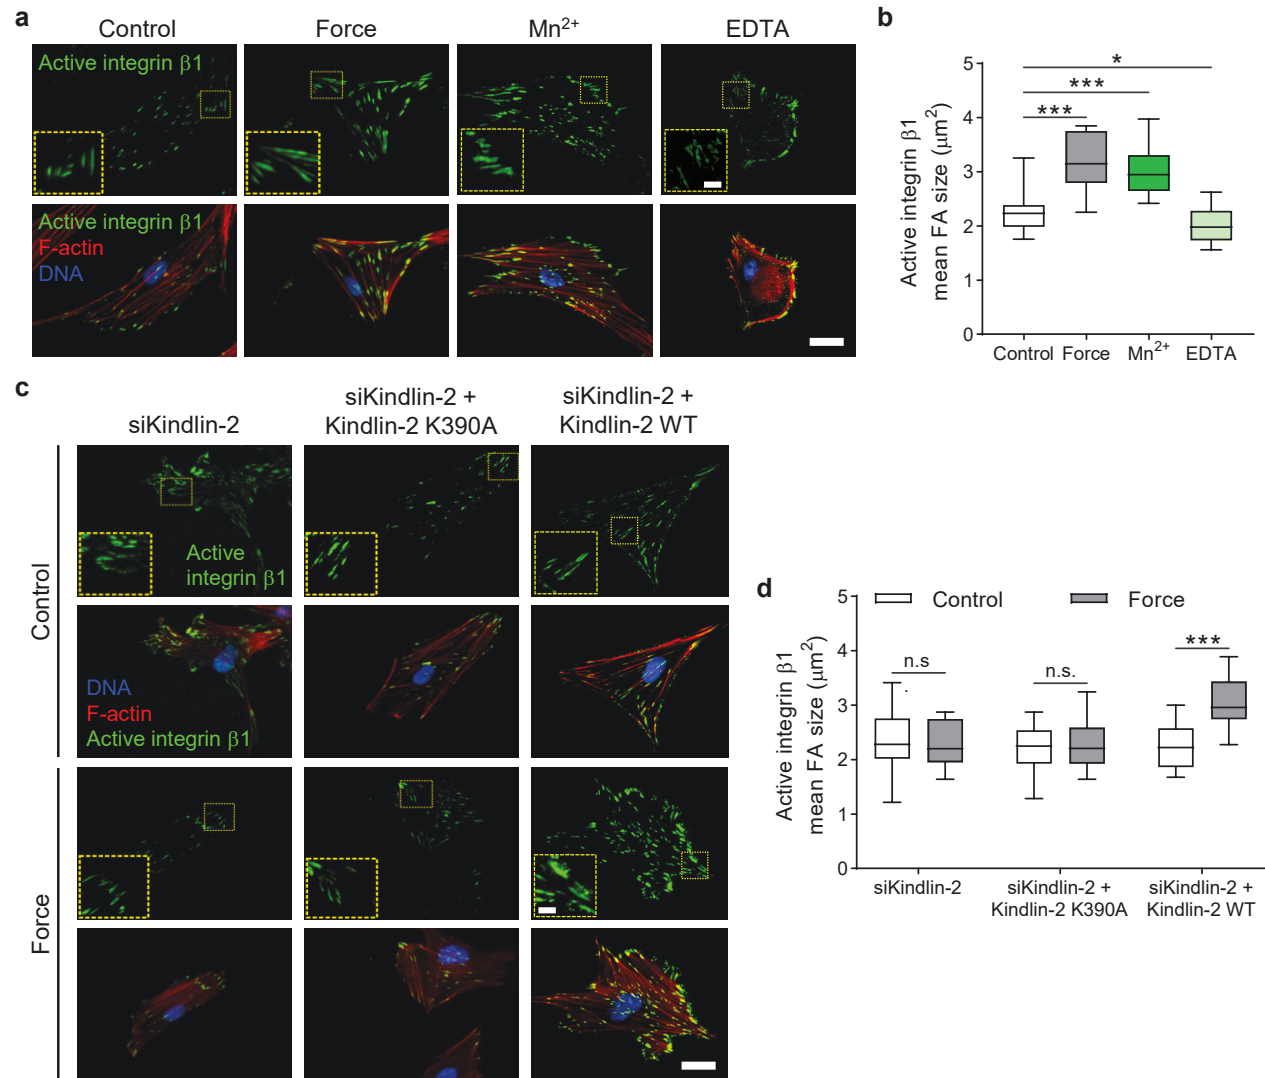 a
Control
Force
Mn²⁺
EDTA
Active integrin β1
Active integrin β1
F-actin
DNA
b
Active integrin β1
mean FA size (μm²)
5
4
3
2
1
0
*
***
***
Control
Force
Mn²⁺
EDTA
c
siKindlin-2
siKindlin-2 +
Kindlin-2 K390A
siKindlin-2 +
Kindlin-2 WT
Control
Active
integrin β1
DNA
F-actin
Active integrin β1
Force
d
Active integrin β1
mean FA size (μm²)
5
4
3
2
1
0
Control
Force
n.s
n.s.
***
siKindlin-2
siKindlin-2 +
Kindlin-2 K390A
siKindlin-2 +
Kindlin-2 WT